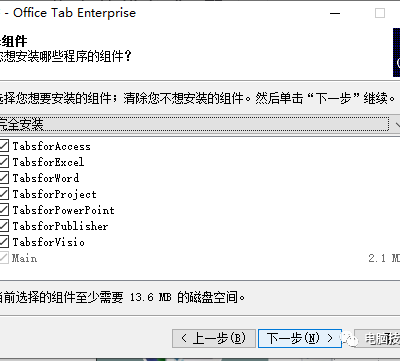 - Office Tab Enterprise
组件
您想安装哪些程序的组件？
选择您想要安装的组件；清除您不想安装的组件。然后单击“下一步”继续。
完全安装
TabsforAccess
TabsforExcel
TabsforWord
TabsforProject
TabsforPowerPoint
TabsforPublisher
TabsforVisio
Main 2.1 M
当前选择的组件至少需要 13.6 MB 的磁盘空间。
< 上一步(B) 下一步(N) > 电脑技